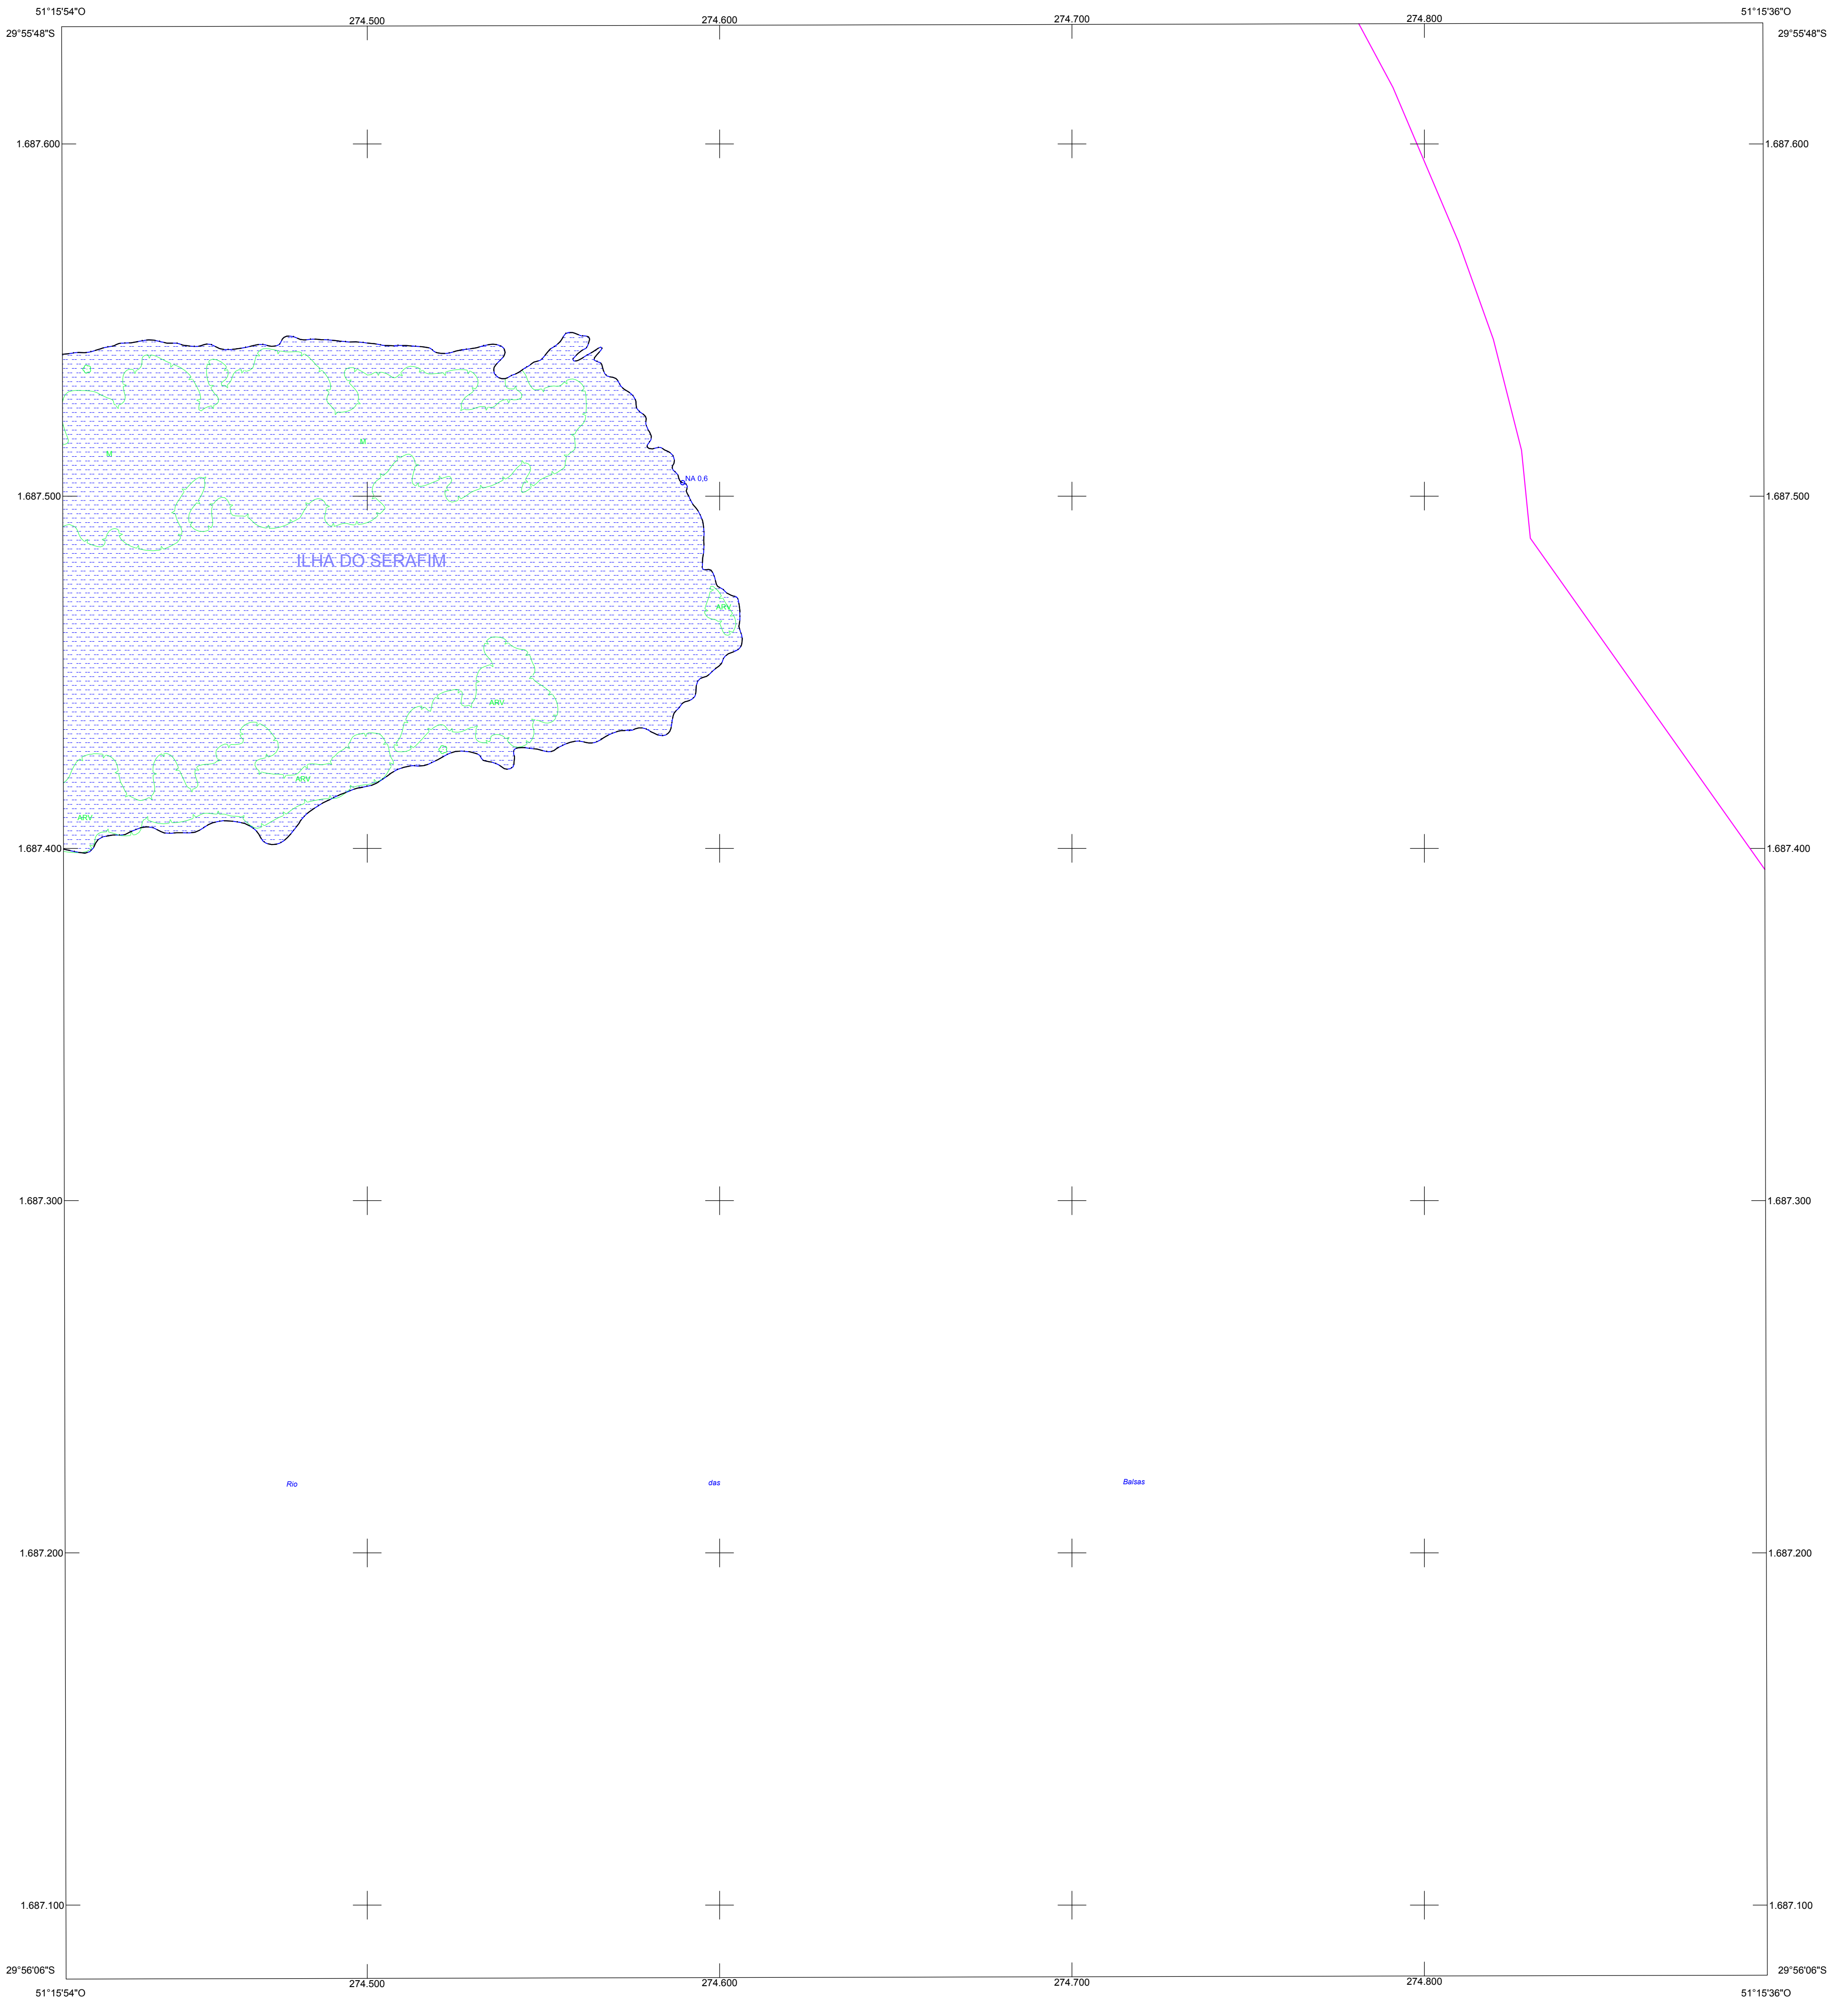 51°15'54"O 51°15'36"O
274.500 274.600 274.700 274.800
29°55'48"S 29°55'48"S
1.687.600 1.687.600
M
M
NA 0,6
1.687.500 1.687.500
ILHA DO SERAFIM
ARV
ARV
ARV
ARV
1.687.400 1.687.400
1.687.300 1.687.300
Rio das Balsas
1.687.200 1.687.200
1.687.100 1.687.100
29°56'06"S 29°56'06"S
274.500 274.600 274.700 274.800
51°15'54"O 51°15'36"O